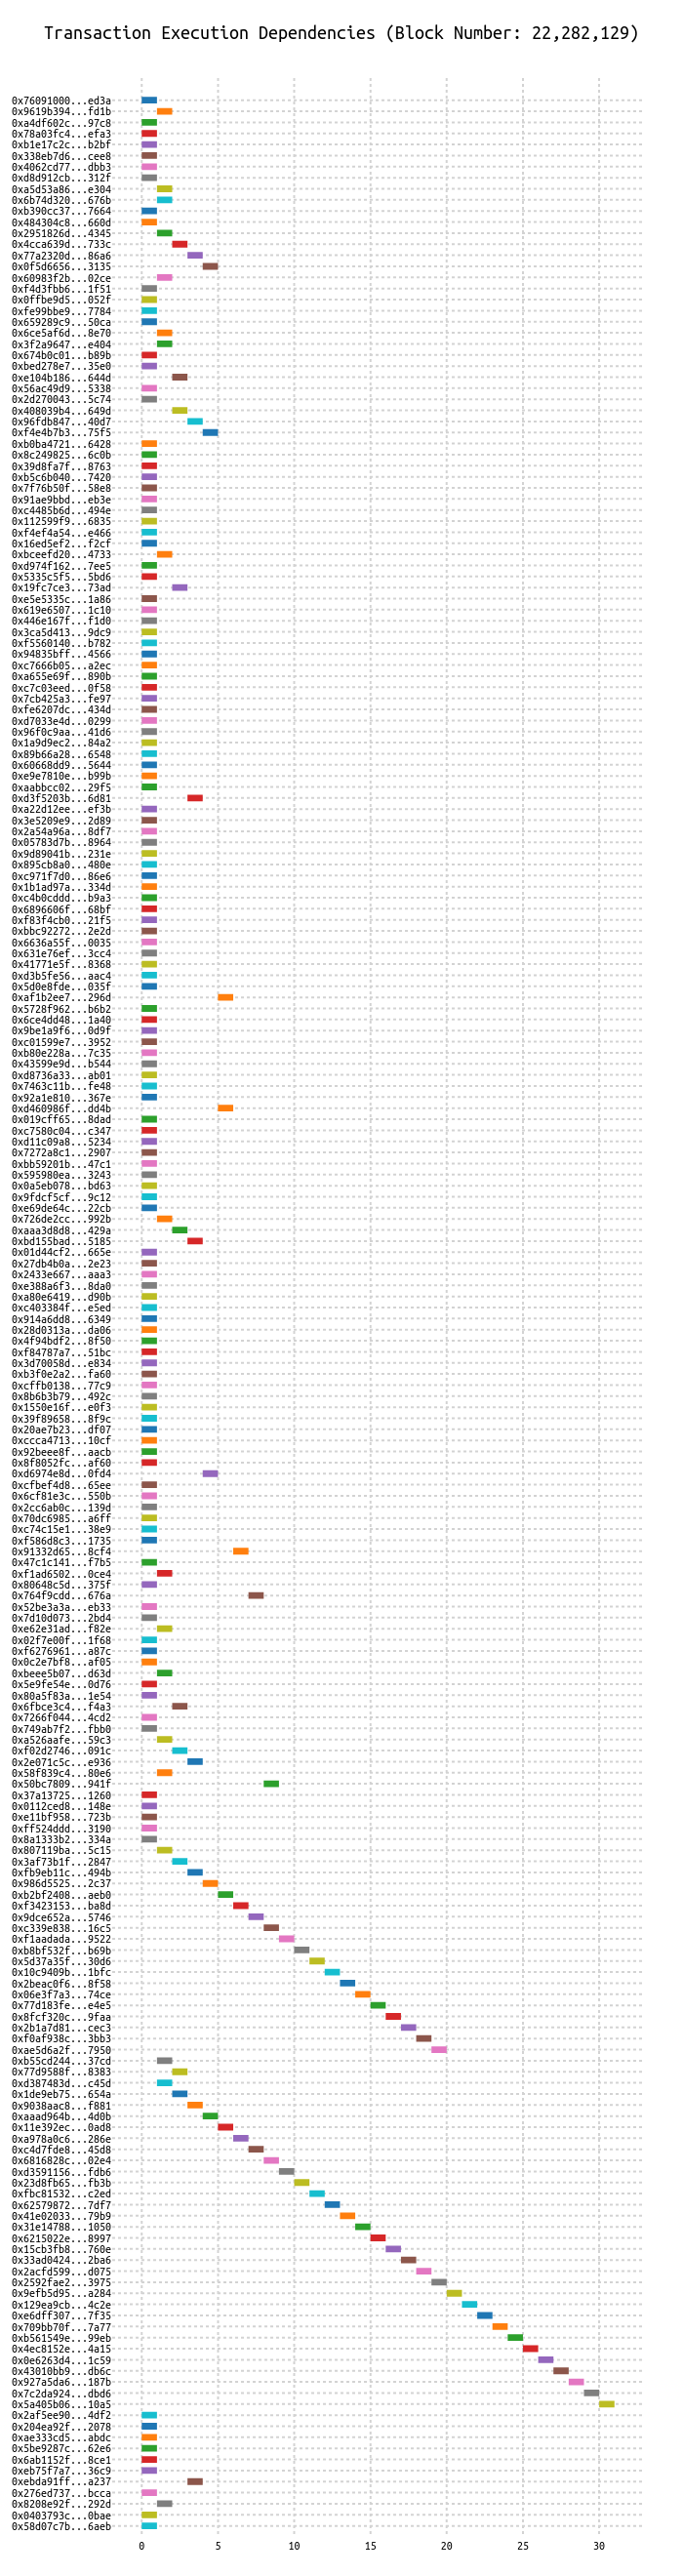 Transaction Execution Dependencies (Block Number: 22,282,129)
0x76091000...ed3a
0x9619b394...fd1b
0xa4df602c...97c8
0x78a03fc4...efa3
0xb1e17c2c...b2bf
0x338eb7d6...cee8
0x4062cd77...dbb3
0xd8d912cb...312f
0xa5d53a86...e304
0x6b74d320...676b
0xb390cc37...7664
0x484304c8...660d
0x2951826d...4345
0x4cca639d...733c
0x77a2320d...86a6
0x0f5d6656...3135
0x60983f2b...02ce
0xf4d3fbb6...1f51
0x0ffbe9d5...052f
0xfe99bbe9...7784
0x659289c9...50ca
0x6ce5af6d...8e70
0x3f2a9647...e404
0x674b0c01...b89b
0xbed278e7...35e0
0xe104b186...644d
0x56ac49d9...5338
0x2d270043...5c74
0x408039b4...649d
0x96fdb847...40d7
0xf4e4b7b3...75f5
0xb0ba4721...6428
0x8c249825...6c0b
0x39d8fa7f...8763
0xb5c6b040...7420
0x7f76b50f...58e8
0x91ae9bbd...eb3e
0xc4485b6d...494e
0x112599f9...6835
0xf4ef4a54...e466
0x16ed5ef2...f2cf
0xbceefd20...4733
0xd974f162...7ee5
0x5335c5f5...5bd6
0x19fc7ce3...73ad
0xe5e5335c...1a86
0x619e6507...1c10
0x446e167f...f1d0
0x3ca5d413...9dc9
0xf5560140...b782
0x94835bff...4566
0xc7666b05...a2ec
0xa655e69f...890b
0xc7c03eed...0f58
0x7cb425a3...fe97
0xfe6207dc...434d
0xd7033e4d...0299
0x96f0c9aa...41d6
0x1a9d9ec2...84a2
0x89b66a28...6548
0x60668dd9...5644
0xe9e7810e...b99b
0xaabbcc02...29f5
0xd3f5203b...6d81
0xa22d12ee...ef3b
0x3e5209e9...2d89
0x2a54a96a...8df7
0x05783d7b...8964
0x9d89041b...231e
0x895cb8a0...480e
0xc971f7d0...86e6
0x1b1ad97a...334d
0xc4b0cddd...b9a3
0x6896606f...68bf
0xf83f4cb0...21f5
0xbbc92272...2e2d
0x6636a55f...0035
0x631e76ef...3cc4
0x41771e5f...8368
0xd3b5fe56...aac4
0x5d0e8fde...035f
0xaf1b2ee7...296d
0x5728f962...b6b2
0x6ce4dd48...1a40
0x9be1a9f6...0d9f
0xc01599e7...3952
0xb80e228a...7c35
0x43599e9d...b544
0xd8736a33...ab01
0x7463c11b...fe48
0x92a1e810...367e
0xd460986f...dd4b
0x019cff65...8dad
0xc7580c04...c347
0xd11c09a8...5234
0x7272a8c1...2907
0xbb59201b...47c1
0x595980ea...3243
0x0a5eb078...bd63
0x9fdcf5cf...9c12
0xe69de64c...22cb
0x726de2cc...992b
0xaaa3d8d8...429a
0xbd155bad...5185
0x01d44cf2...665e
0x27db4b0a...2e23
0x2433e667...aaa3
0xe388a6f3...8da0
0xa80e6419...d90b
0xc403384f...e5ed
0x914a6dd8...6349
0x28d0313a...da06
0x4f94bdf2...8f50
0xf84787a7...51bc
0x3d70058d...e834
0xb3f0e2a2...fa60
0xcffb0138...77c9
0x8b6b3b79...492c
0x1550e16f...e0f3
0x39f89658...8f9c
0x20ae7b23...df07
0xccca4713...10cf
0x92beee8f...aacb
0x8f8052fc...af60
0xd6974e8d...0fd4
0xcfbef4d8...65ee
0x6cf81e3c...550b
0x2cc6ab0c...139d
0x70dc6985...a6ff
0xc74c15e1...38e9
0xf586d8c3...1735
0x91332d65...8cf4
0x47c1c141...f7b5
0xf1ad6502...0ce4
0x80648c5d...375f
0x764f9cdd...676a
0x52be3a3a...eb33
0x7d10d073...2bd4
0xe62e31ad...f82e
0x02f7e00f...1f68
0xf6276961...a87c
0x0c2e7bf8...af05
0xbeee5b07...d63d
0x5e9fe54e...0d76
0x80a5f83a...1e54
0x6fbce3c4...f4a3
0x7266f044...4cd2
0x749ab7f2...fbb0
0xa526aafe...59c3
0xf02d2746...091c
0x2e071c5c...e936
0x58f839c4...80e6
0x50bc7809...941f
0x37a13725...1260
0x0112ced8...148e
0xe11bf958...723b
0xff524ddd...3190
0x8a1333b2...334a
0x807119ba...5c15
0x3af73b1f...2847
0xfb9eb11c...494b
0x986d5525...2c37
0xb2bf2408...aeb0
0xf3423153...ba8d
0x9dce652a...5746
0xc339e838...16c5
0xf1aadada...9522
0xb8bf532f...b69b
0x5d37a35f...30d6
0x10c9409b...1bfc
0x2beac0f6...8f58
0x06e3f7a3...74ce
0x77d183fe...e4e5
0x8fcf320c...9faa
0x2b1a7d81...cec3
0xf0af938c...3bb3
0xae5d6a2f...7950
0xb55cd244...37cd
0x77d9588f...8383
0xd387483d...c45d
0x1de9eb75...654a
0x9038aac8...f881
0xaaad964b...4d0b
0x11e392ec...0ad8
0xa978a0c6...286e
0xc4d7fde8...45d8
0x6816828c...02e4
0xd3591156...fdb6
0x23d8fb65...fb3b
0xfbc81532...c2ed
0x62579872...7df7
0x41e02033...79b9
0x31e14788...1050
0x6215022e...8997
0x15cb3fb8...760e
0x33ad0424...2ba6
0x2acfd599...d075
0x2592fae2...3975
0x9efb5d95...a284
0x129ea9cb...4c2e
0xe6dff307...7f35
0x709bb70f...7a77
0xb561549e...99eb
0x4ec8152e...4a15
0x0e6263d4...1c59
0x43010bb9...db6c
0x927a5da6...187b
0x7c2da924...dbd6
0x5a405b06...10a5
0x2af5ee90...4df2
0x204ea92f...2078
0xae333cd5...abdc
0x5be9287c...62e6
0x6ab1152f...8ce1
0xeb75f7a7...36c9
0xebda91ff...a237
0x276ed737...bcca
0x8208e92f...292d
0x0403793c...0bae
0x58d07c7b...6aeb
0 5 10 15 20 25 30